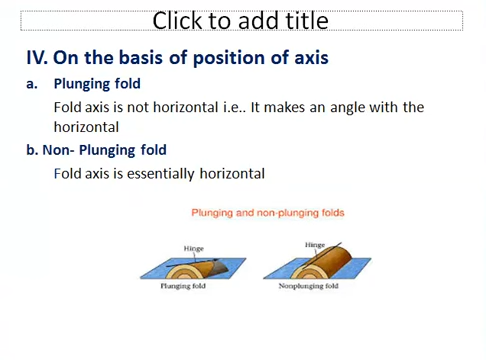 Click to add title
IV. On the basis of position of axis
a. Plunging fold
Fold axis is not horizontal i.e.. It makes an angle with the
horizontal
b. Non- Plunging fold
Fold axis is essentially horizontal
Plunging and non-plunging folds
Hinge
Plunging fold
Hinge
Nonplunging fold